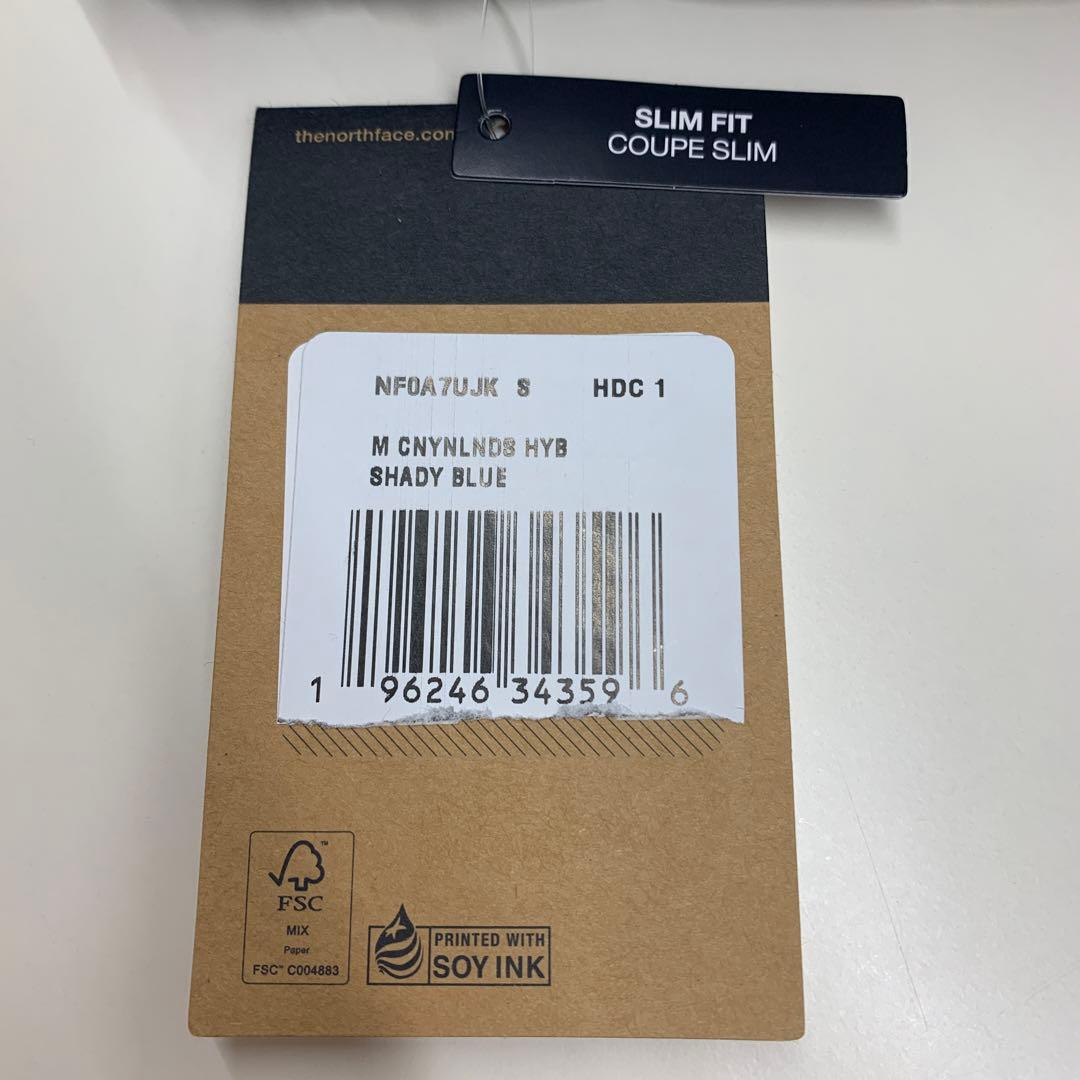 thenorthface.com
SLIM FIT
COUPE SLIM
NF0A7UJK S HDC 1
M CNYNLNDS HYB
SHADY BLUE
1 96246 34359 6
FSC
MIX
Paper
FSC™ C004883
PRINTED WITH
SOY INK